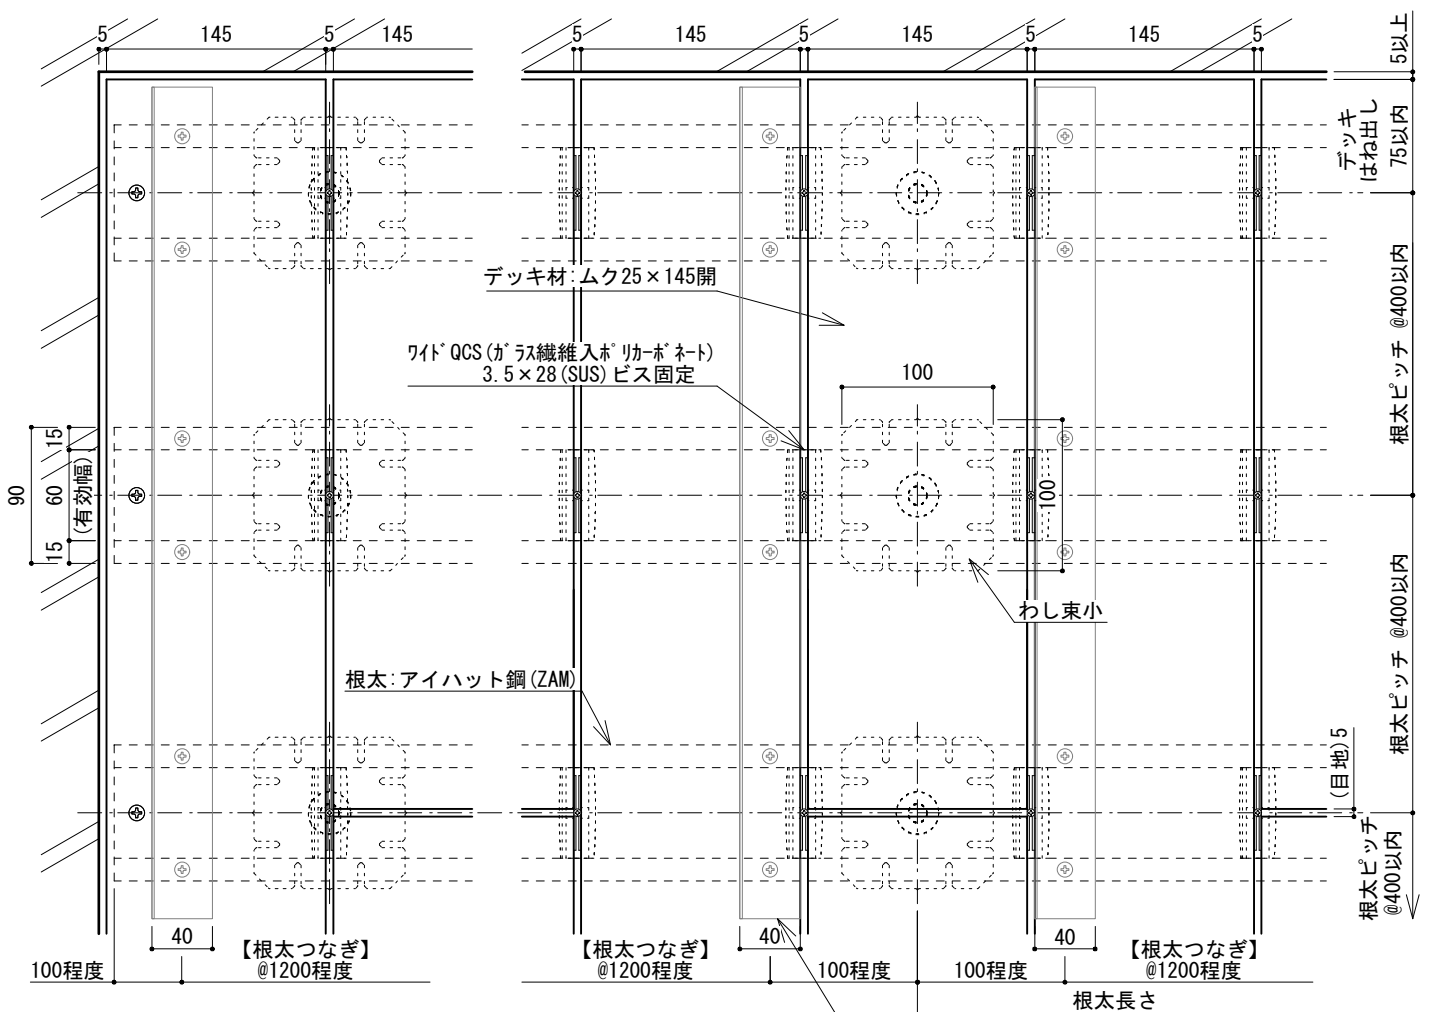 5 145 5 145 5 145 5 145 5 145 5
5以上
デッキ
はね出し
75以内
根太ピッチ @400以内
デッキ材:ムク25×145開
ワイドQCS(ガラス繊維入ポリカーボネート)
3.5×28(SUS)ビス固定
100
100
15
90 60 (有効幅)
15
わし束小
根太ピッチ @400以内
根太:アイハット鋼(ZAM)
(目地)5
根太ピッチ
@400以内
40 【根太つなぎ】 【根太つなぎ】 40 40 【根太つなぎ】
100程度 @1200程度 @1200程度 100程度 100程度 @1200程度
根太長さ